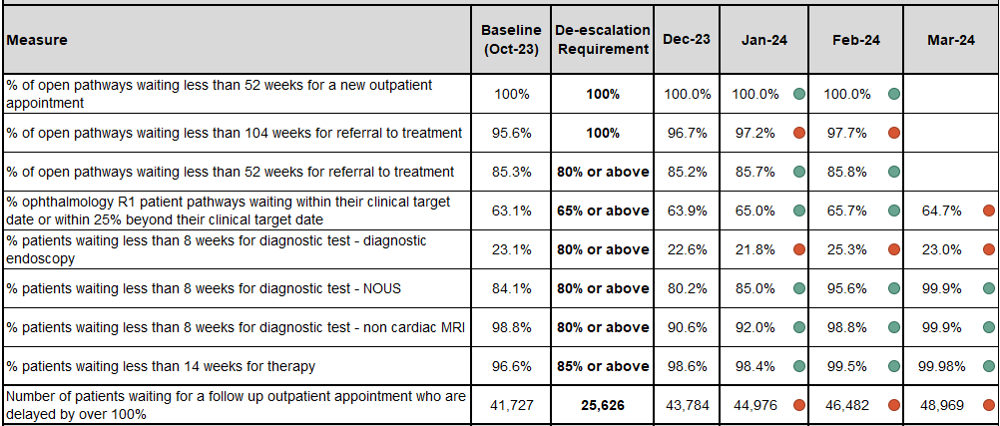 Measure Baseline (Oct-23) De-escalation Requirement Dec-23 Jan-24 Feb-24 Mar-24
% of open pathways waiting less than 52 weeks for a new outpatient
appointment 100% 100% 100.0% 100.0% 100.0%
% of open pathways waiting less than 104 weeks for referral to treatment 95.6% 100% 96.7% 97.2% 97.7%
% of open pathways waiting less than 52 weeks for referral to treatment 85.3% 80% or above 85.2% 85.7% 85.8%
% ophthalmology R1 patient pathways waiting within their clinical target
date or within 25% beyond their clinical target date 63.1% 65% or above 63.9% 65.0% 65.7% 64.7%
% patients waiting less than 8 weeks for diagnostic test - diagnostic
endoscopy 23.1% 80% or above 22.6% 21.8% 25.3% 23.0%
% patients waiting less than 8 weeks for diagnostic test - NOUS 84.1% 80% or above 80.2% 85.0% 95.6% 99.9%
% patients waiting less than 8 weeks for diagnostic test - non cardiac MRI 98.8% 80% or above 90.6% 92.0% 98.8% 99.9%
% patients waiting less than 14 weeks for therapy 96.6% 85% or above 98.6% 98.4% 99.5% 99.98%
Number of patients waiting for a follow up outpatient appointment who are
delayed by over 100% 41,727 25,626 43,784 44,976 46,482 48,969